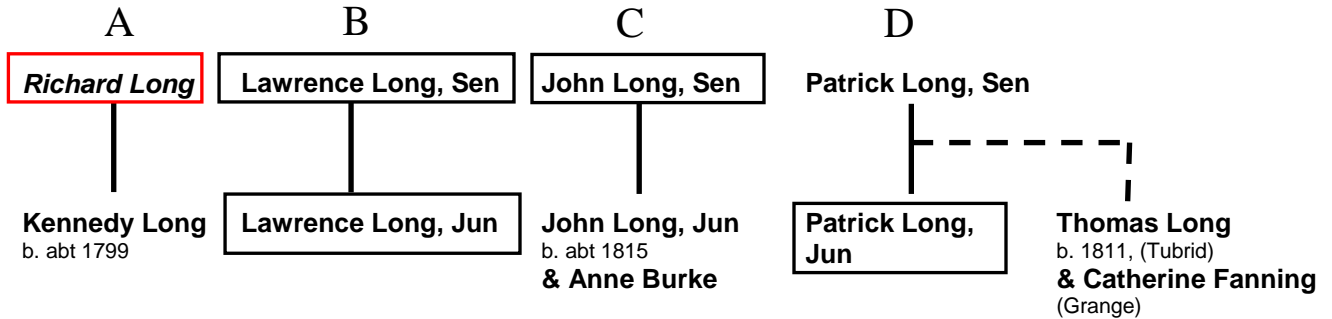 A B C D
Richard Long Lawrence Long, Sen John Long, Sen Patrick Long, Sen
Kennedy Long
b. abt 1799
Lawrence Long, Jun
John Long, Jun
b. abt 1815
& Anne Burke
Patrick Long,
Jun
Thomas Long
b. 1811, (Tubrid)
& Catherine Fanning
(Grange)